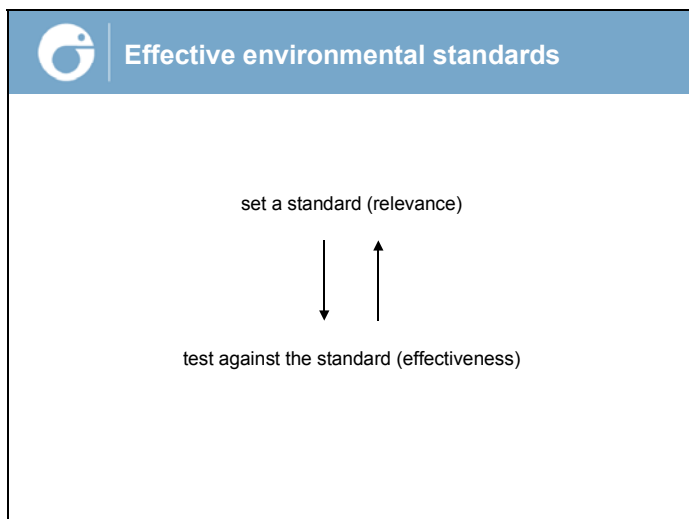 Effective environmental standards
set a standard (relevance)
test against the standard (effectiveness)